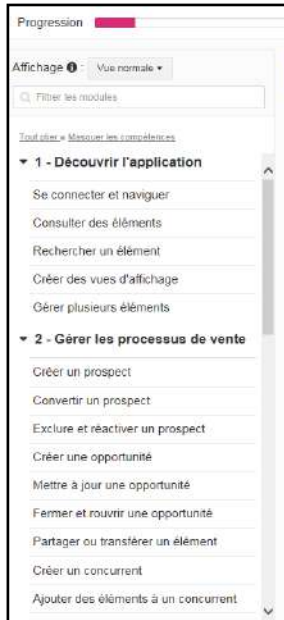 Progression
Affichage : Vue normale
Filtrer les modules
Tout plier Masquer les compétences
1 - Découvrir l'application
Se connecter et naviguer
Consulter des éléments
Rechercher un élément
Créer des vues d'affichage
Gérer plusieurs éléments
2 - Gérer les processus de vente
Créer un prospect
Convertir un prospect
Exclure et réactiver un prospect
Créer une opportunité
Mettre à jour une opportunité
Fermer et rouvrir une opportunité
Partager ou transférer un élément
Créer un concurrent
Ajouter des éléments à un concurrent